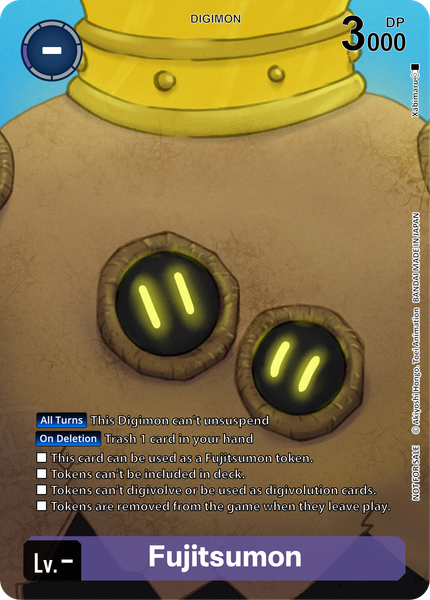 DIGIMON
DP
3000
-
Xabimaru
© Akiyoshi Hongo, Toei Animation BANDAI MADE IN JAPAN
NOT FOR SALE
All Turns This Digimon can't unsuspend
On Deletion Trash 1 card in your hand
This card can be used as a Fujitsumon token.
Tokens can't be included in deck.
Tokens can't digivolve or be used as digivolution cards.
Tokens are removed from the game when they leave play.
Lv.-
Fujitsumon